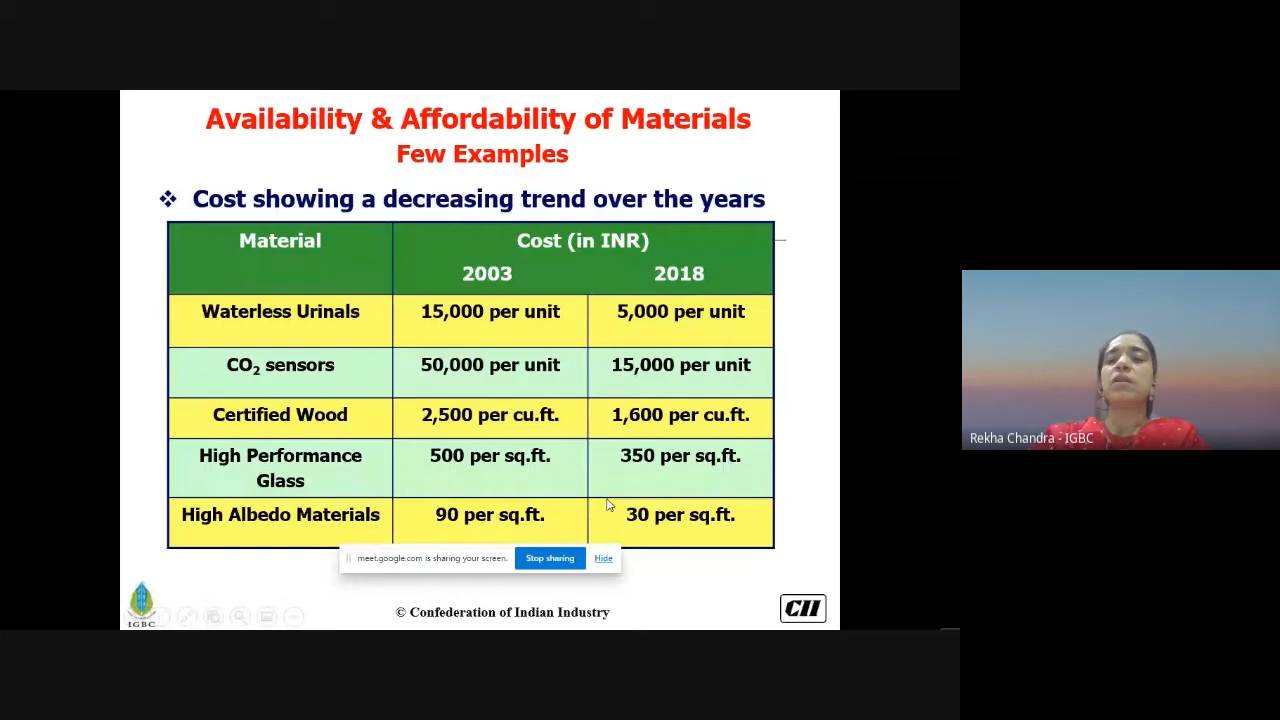 Availability & Affordability of Materials
Few Examples
❖ Cost showing a decreasing trend over the years
Material
Cost (in INR)
2003
2018
Waterless Urinals
15,000 per unit
5,000 per unit
CO₂ sensors
50,000 per unit
15,000 per unit
Certified Wood
2,500 per cu.ft.
1,600 per cu.ft.
High Performance
Glass
500 per sq.ft.
350 per sq.ft.
High Albedo Materials
90 per sq.ft.
30 per sq.ft.
meet.google.com is sharing your screen.
Stop sharing
Hide
IGBC
© Confederation of Indian Industry
CII
Rekha Chandra - IGBC